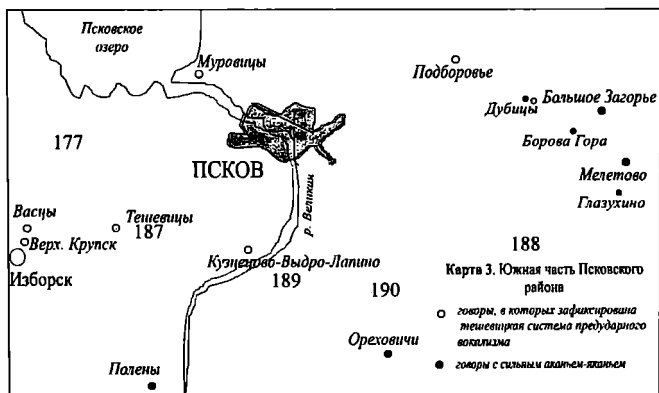 Псковское
озеро
Муровицы
Подборовье
Дубицы
Большое Загорье
Борова Гора
177
ПСКОВ
Мелетово
Глазухино
р. Великая
Васцы
Тешевицы
187
Верх. Крупск
188
Изборск
Кузнецово-Выдро-Лапино
189
190
Карта 3. Южная часть Псковского
района
говоры, в которых зафиксирована
тешевицкая система предударного
вокализма
Ореховичи
говоры с сильным аканьем-яканьем
Полены